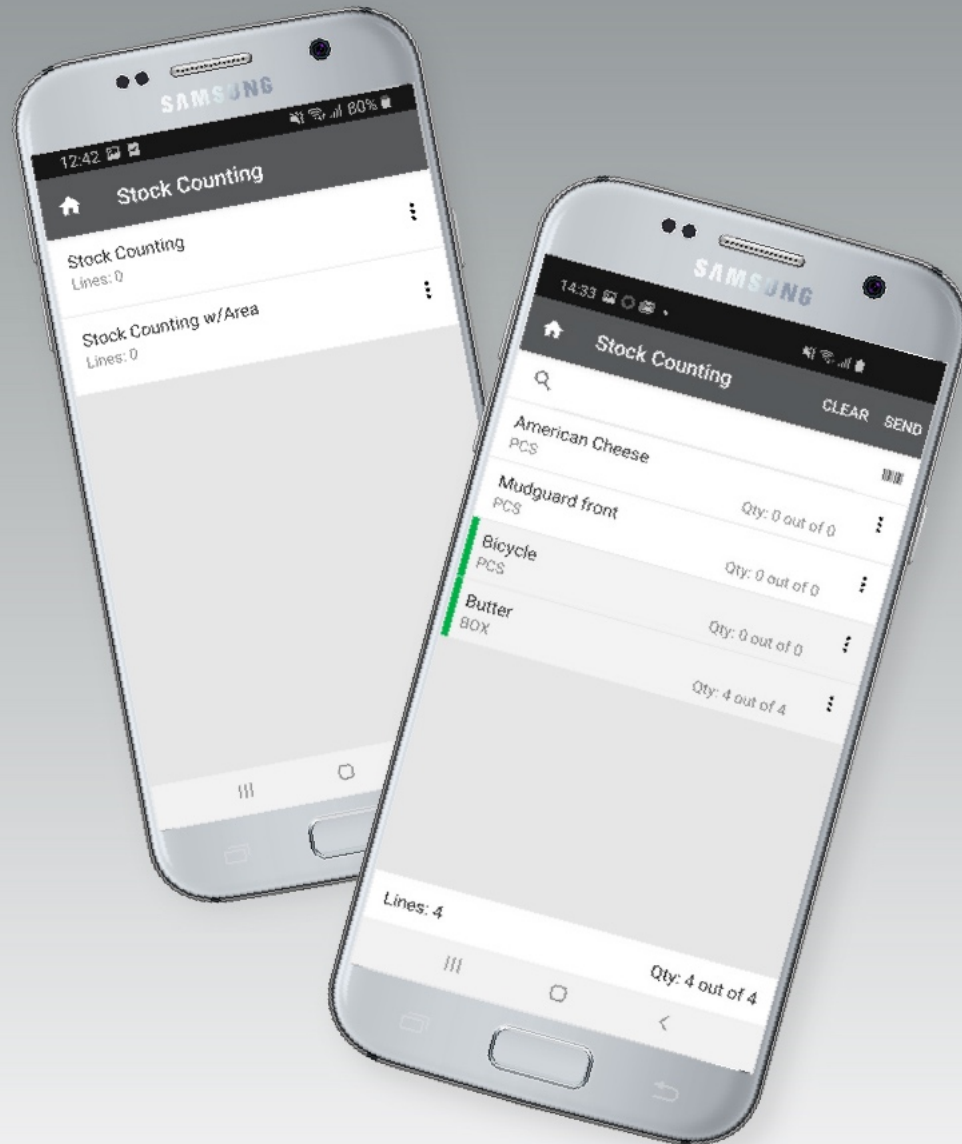 SAMSUNG
12:42 80%
Stock Counting
Stock Counting
Lines: 0
Stock Counting w/Area
Lines: 0
SAMSUNG
14:33
Stock Counting CLEAR SEND
American Cheese
PCS
Qty: 0 out of 0
Mudguard front
PCS
Qty: 0 out of 0
Bicycle
PCS
Qty: 0 out of 0
Butter
BOX
Qty: 4 out of 4
Lines: 4
Qty: 4 out of 4